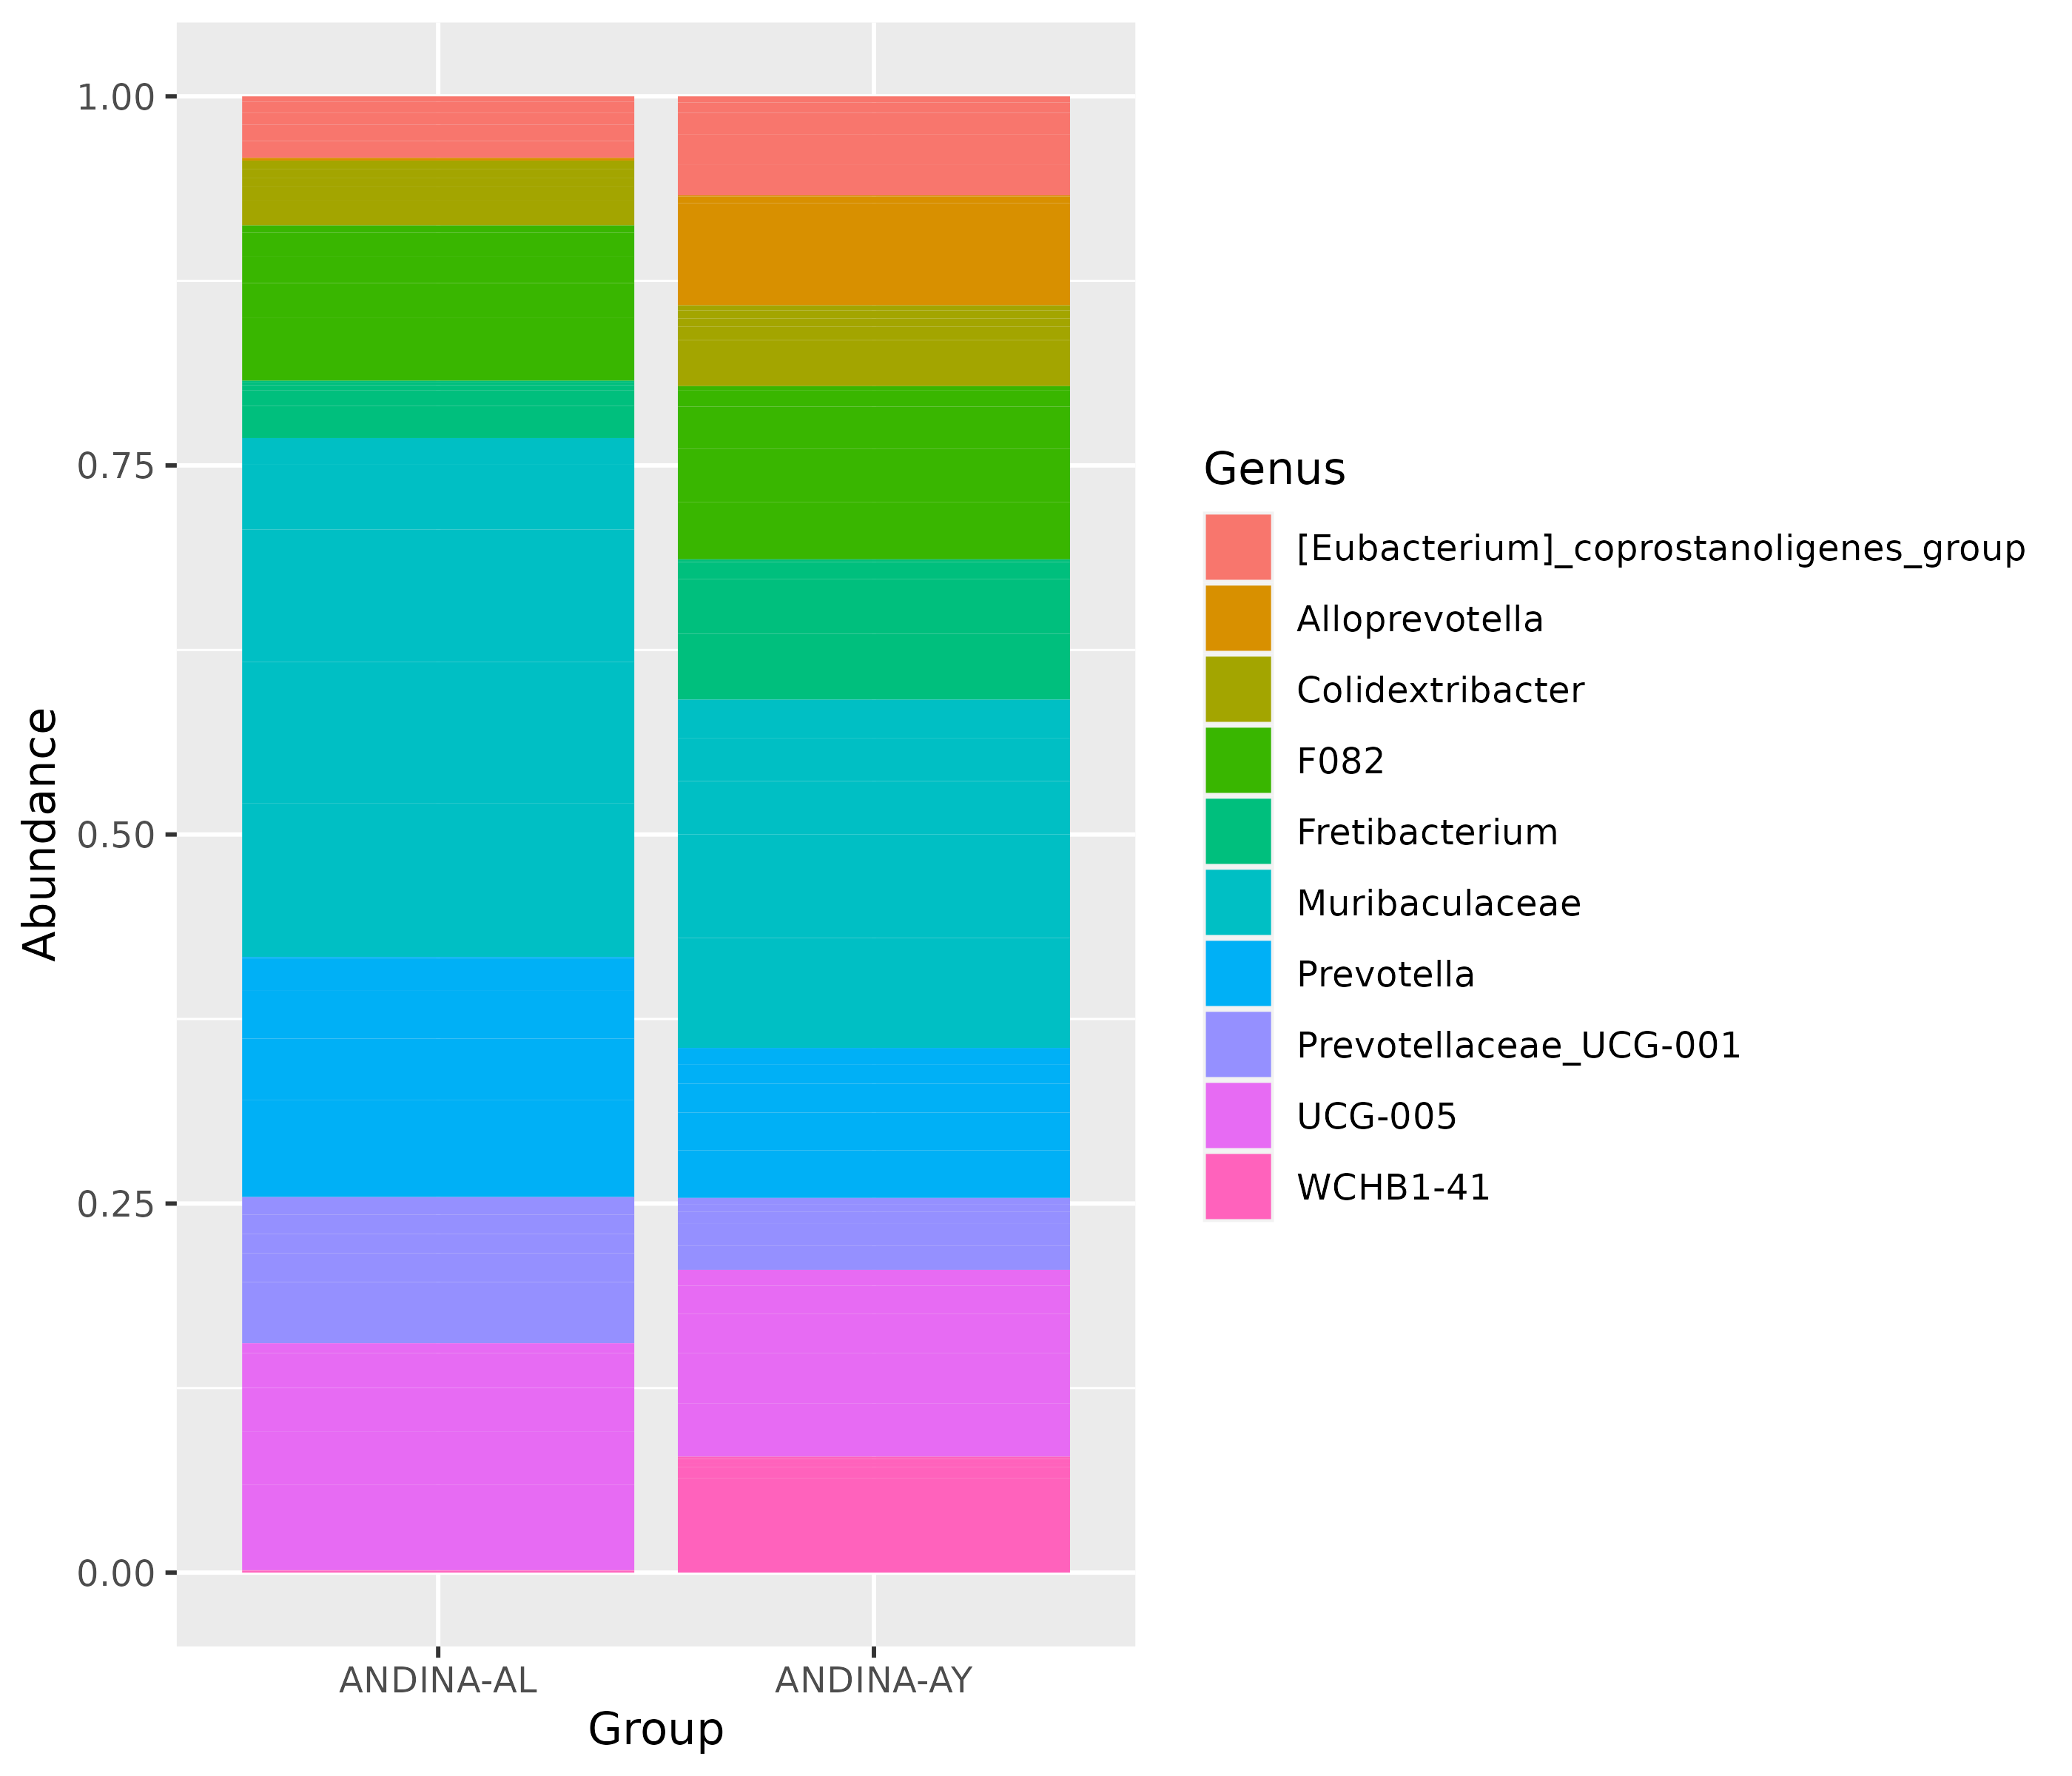 Abundance
1.00
0.75
0.50
0.25
0.00
ANDINA-AL
ANDINA-AY
Group
Genus
[Eubacterium]_coprostanoligenes_group
Alloprevotella
Colidextribacter
F082
Fretibacterium
Muribaculaceae
Prevotella
Prevotellaceae_UCG-001
UCG-005
WCHB1-41